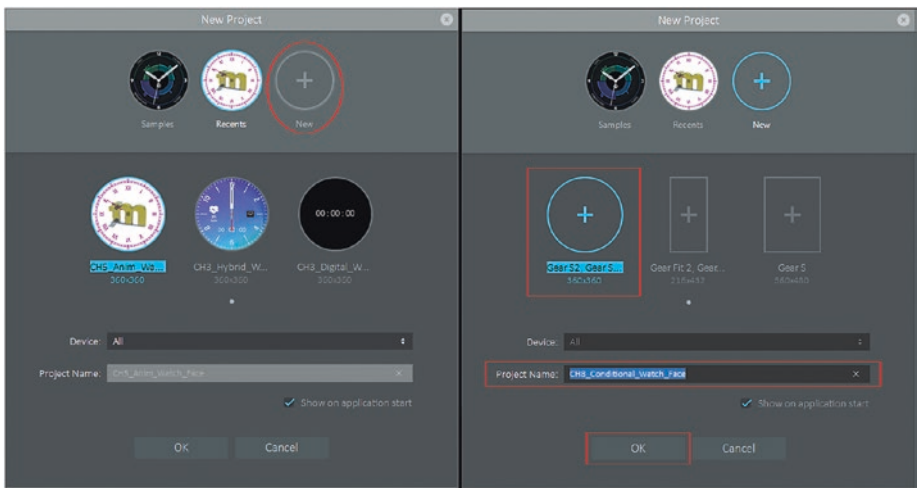 New Project
Samples
Recents
New
00:00:00
CH5_Anim_Wa...
CH3_Hybrid_W...
CH3_Digital_W...
360x360
360x360
360x360
Device:
All
Project Name:
CH5_Anim_Watch_Face
Show on application start
OK
Cancel
New Project
Samples
Recents
New
Gear S2, Gear S...
Gear Fit 2, Gear...
Gear S
360x360
216x432
360x480
Device:
All
Project Name:
CH8_Conditional_Watch_Face
Show on application start
OK
Cancel